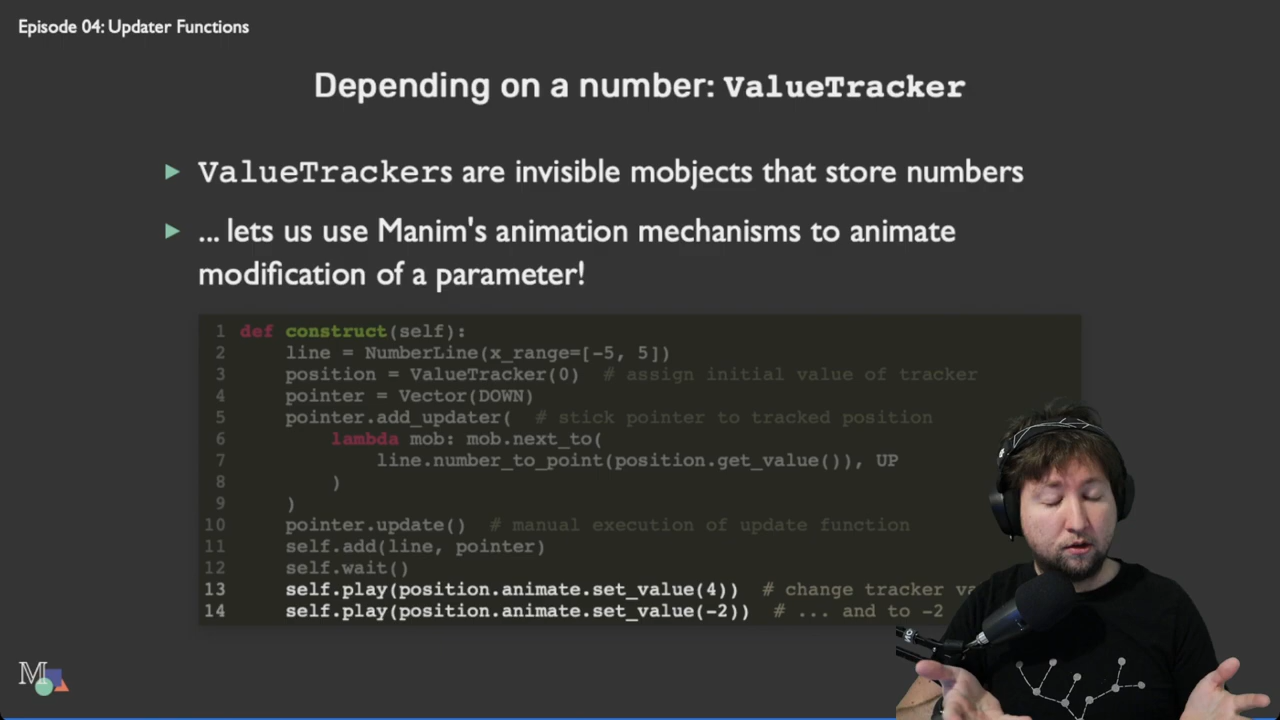 Episode 04: Updater Functions
Depending on a number: ValueTracker
ValueTrackers are invisible mobjects that store numbers
... lets us use Manim's animation mechanisms to animate
modification of a parameter!
1 def construct(self):
2 line = NumberLine(x_range=[-5, 5])
3 position = ValueTracker(0) # assign initial value of tracker
4 pointer = Vector(DOWN)
5 pointer.add_updater( # stick pointer to tracked position
6 lambda mob: mob.next_to(
7 line.number_to_point(position.get_value()), UP
8 )
9 )
10 pointer.update() # manual execution of update function
11 self.add(line, pointer)
12 self.wait()
13 self.play(position.animate.set_value(4)) # change tracker va
14 self.play(position.animate.set_value(-2)) # ... and to -2
M